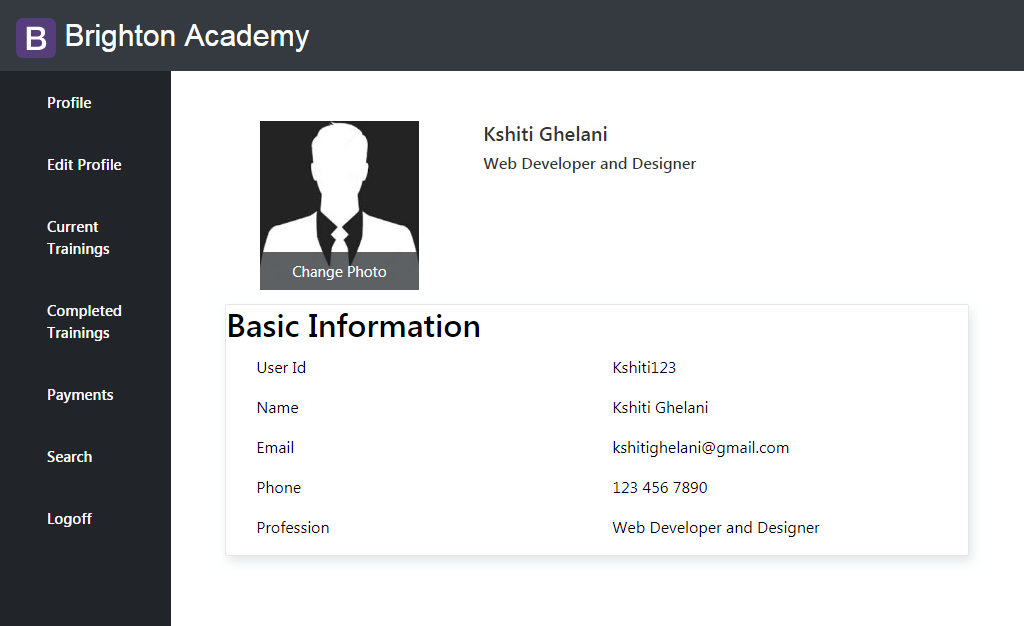 B Brighton Academy
Profile
Edit Profile
Current
Trainings
Completed
Trainings
Payments
Search
Logoff
Kshiti Ghelani
Web Developer and Designer
Change Photo
Basic Information
User Id Kshiti123
Name Kshiti Ghelani
Email kshitighelani@gmail.com
Phone 123 456 7890
Profession Web Developer and Designer